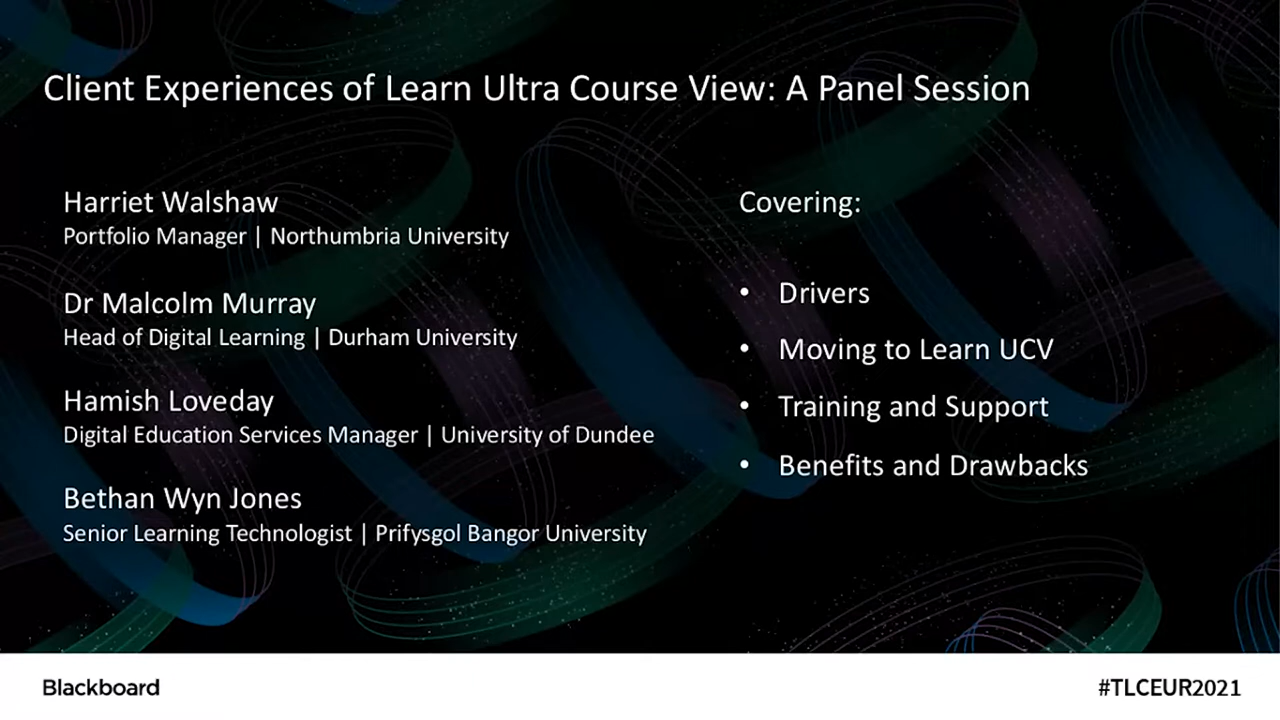 Client Experiences of Learn Ultra Course View: A Panel Session
Harriet Walshaw
Portfolio Manager | Northumbria University
Dr Malcolm Murray
Head of Digital Learning | Durham University
Hamish Loveday
Digital Education Services Manager | University of Dundee
Bethan Wyn Jones
Senior Learning Technologist | Prifysgol Bangor University
Covering:
• Drivers
• Moving to Learn UCV
• Training and Support
• Benefits and Drawbacks
Blackboard
#TLCEUR2021